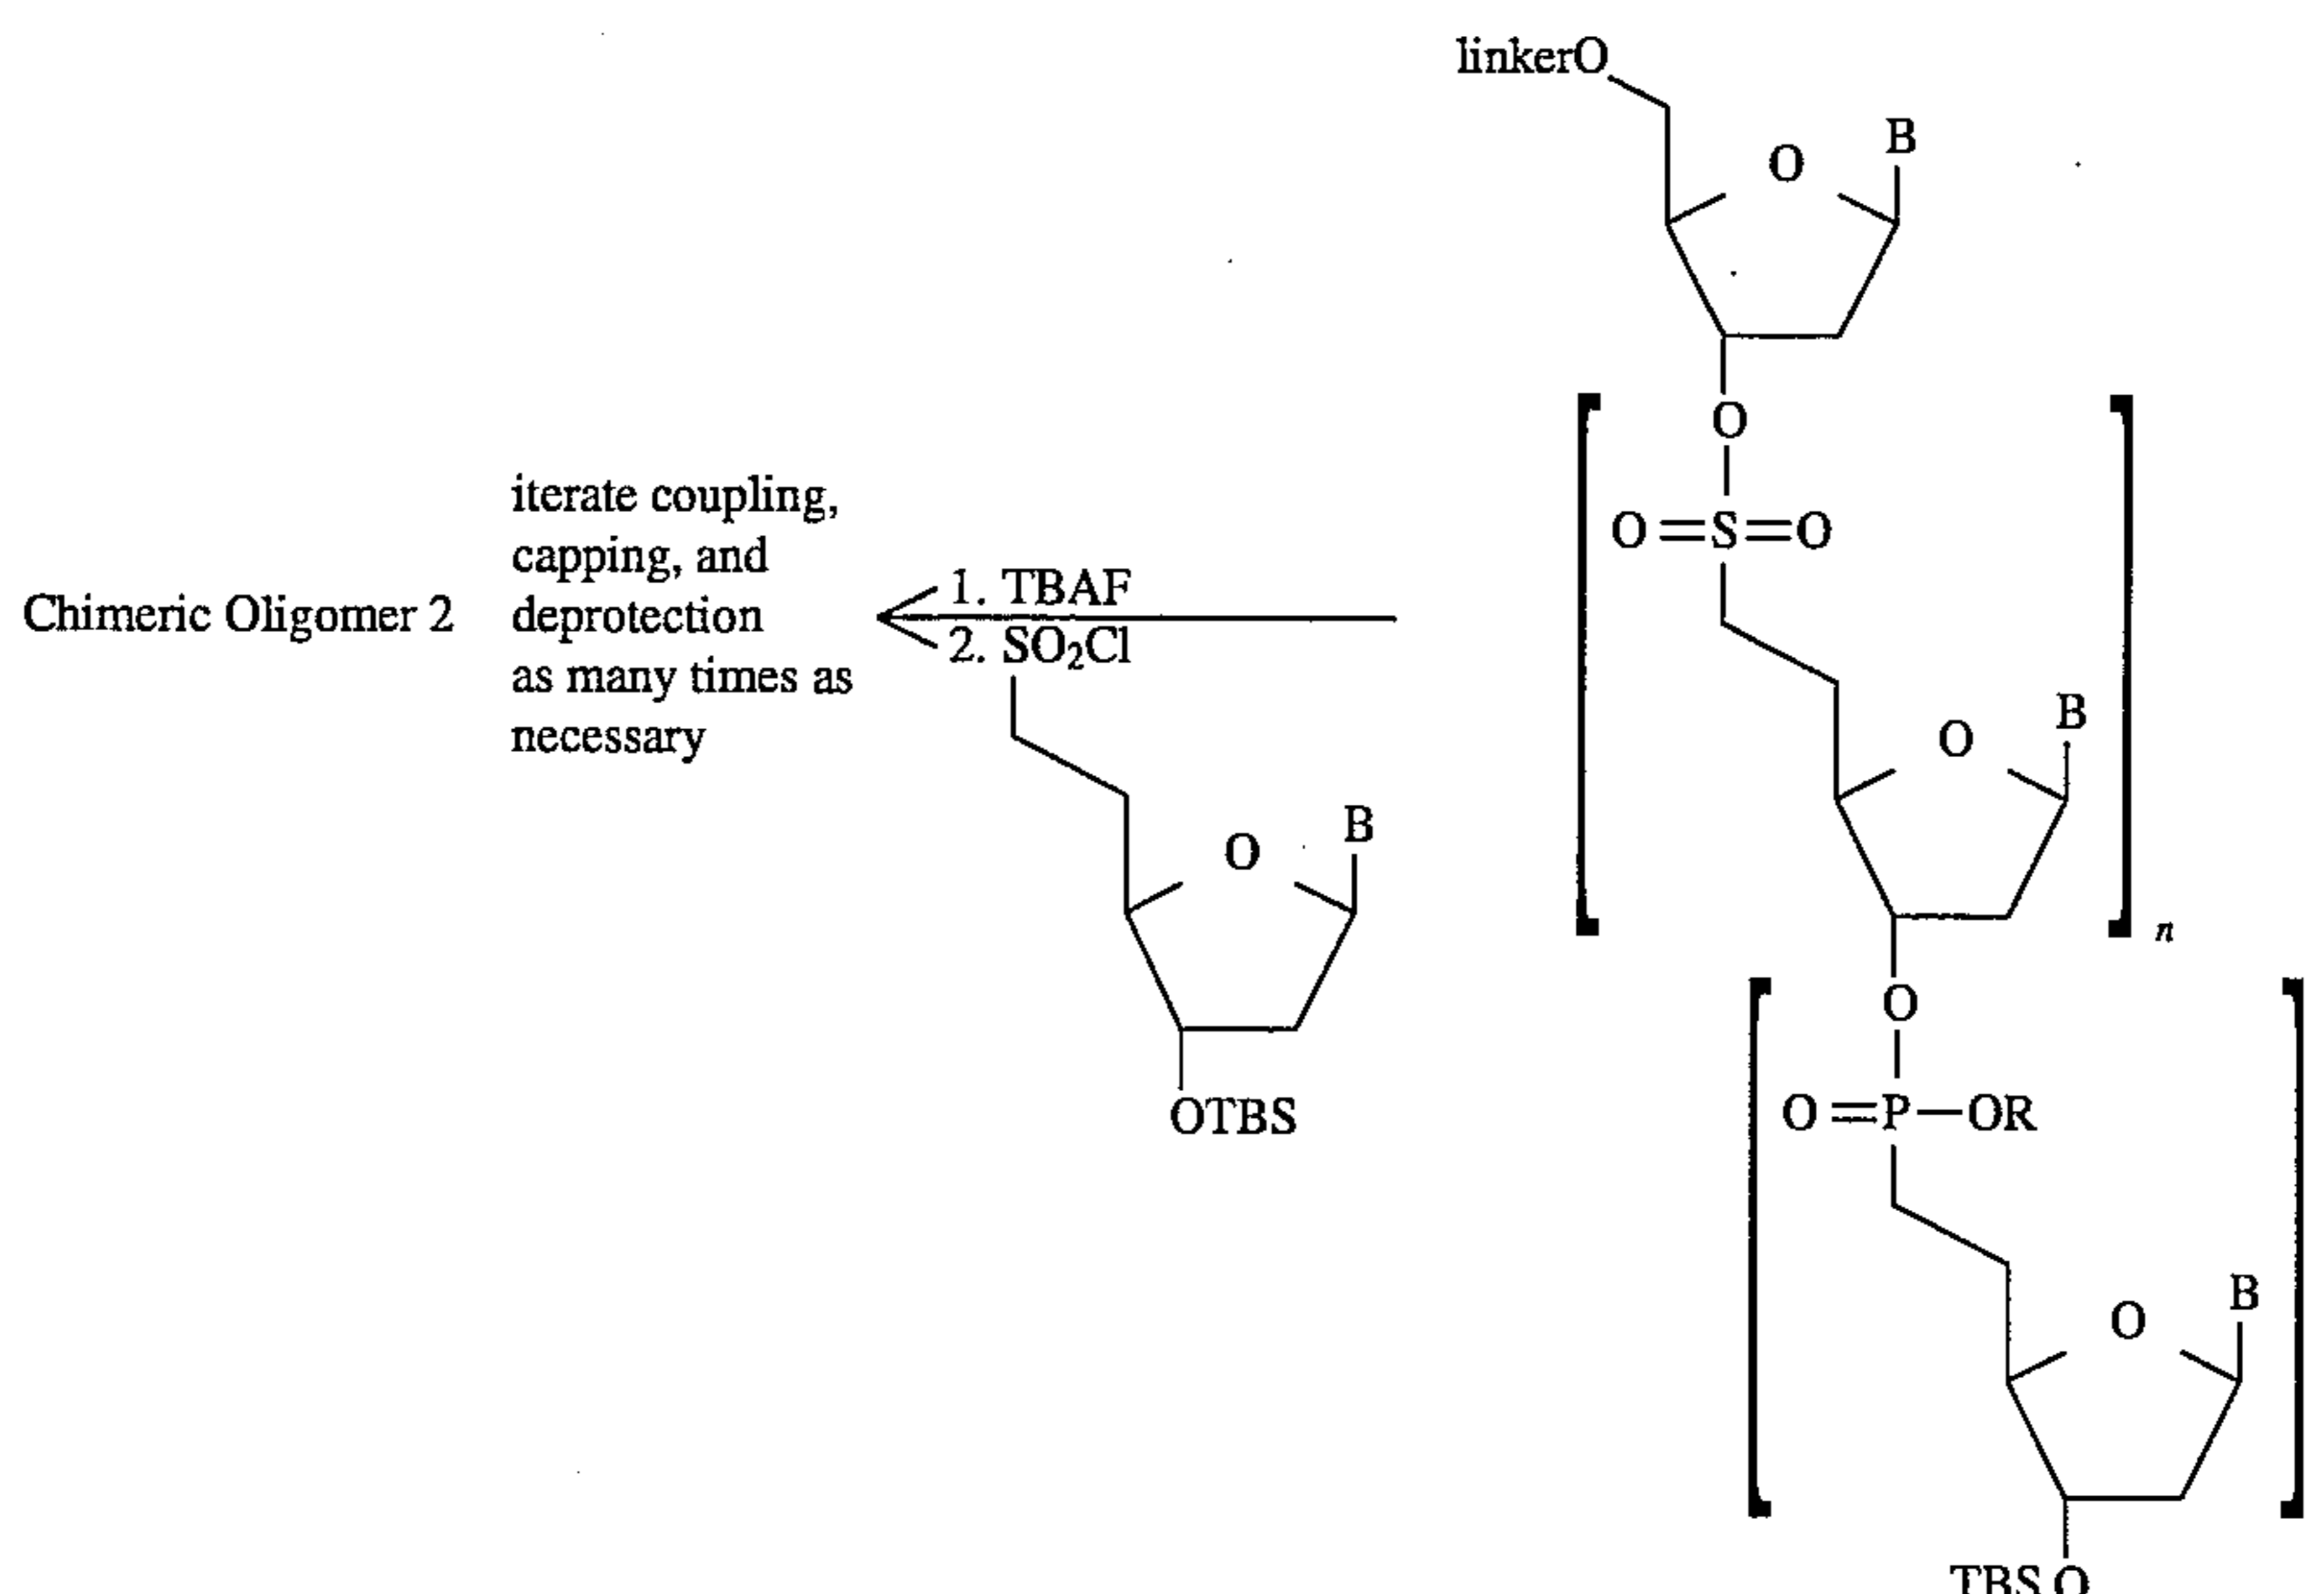 linkerO
B
O
O
O=S=O
iterate coupling,
capping, and
deprotection
as many times as
necessary
Chimeric Oligomer 2
1. TBAF
2. SO₂Cl
B
O
OTBS
B
O
n
O
O=P—OR
B
O
TBS O